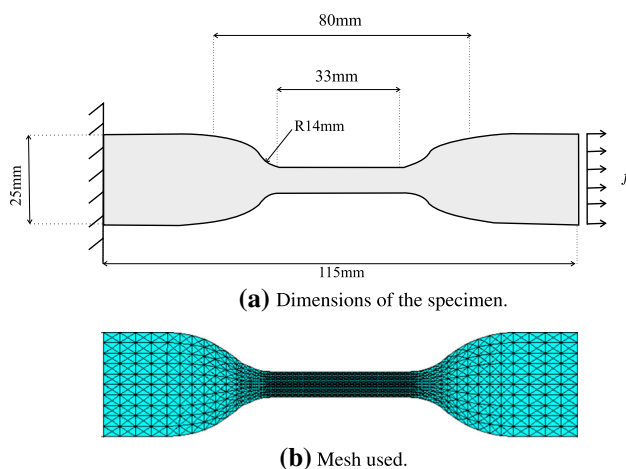 80mm
33mm
R14mm
25mm
f
115mm
(a) Dimensions of the specimen.
(b) Mesh used.